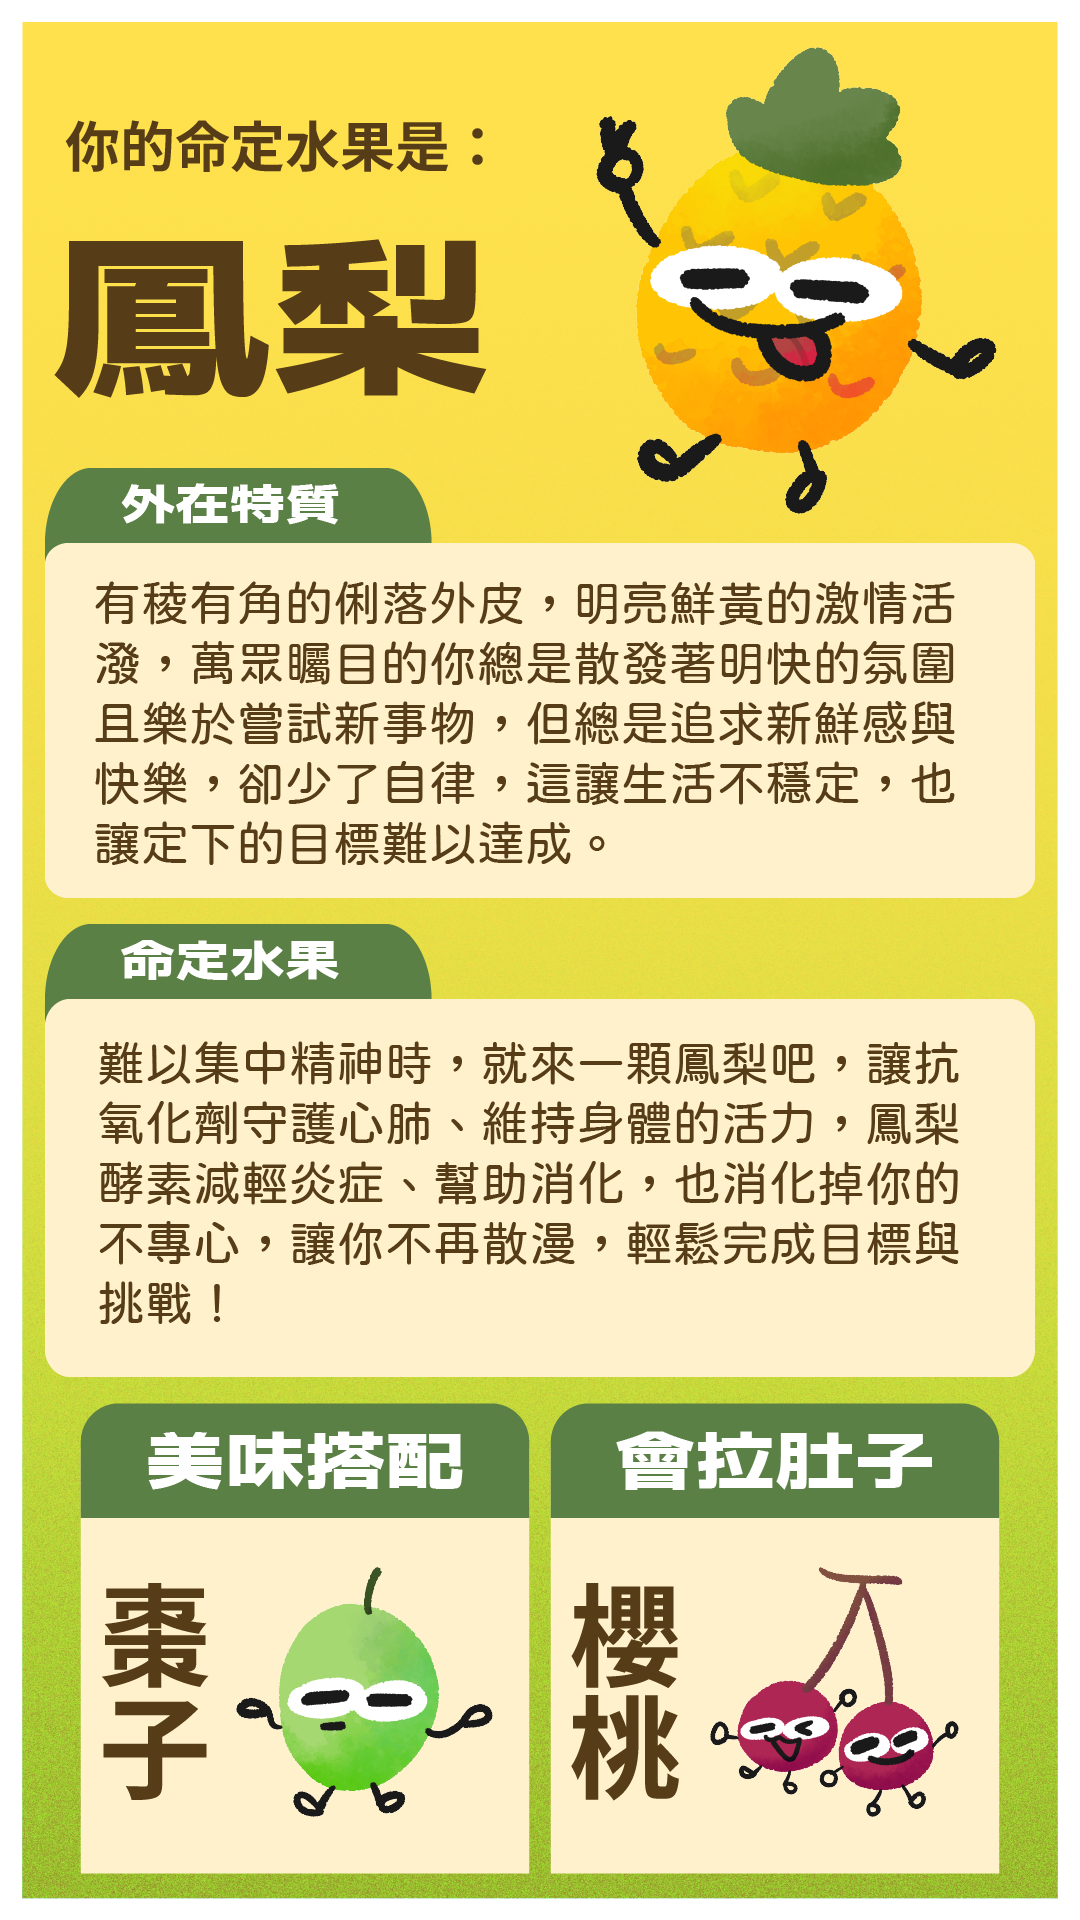 你的命定水果是：
鳳梨
外在特質
有稜有角的俐落外皮，明亮鮮黃的激情活
潑，萬眾矚目的你總是散發著明快的氛圍
且樂於嘗試新事物，但總是追求新鮮感與
快樂，卻少了自律，這讓生活不穩定，也
讓定下的目標難以達成。
命定水果
難以集中精神時，就來一顆鳳梨吧，讓抗
氧化劑守護心肺、維持身體的活力，鳳梨
酵素減輕炎症、幫助消化，也消化掉你的
不專心，讓你不再散漫，輕鬆完成目標與
挑戰！
美味搭配
棗子
會拉肚子
櫻桃